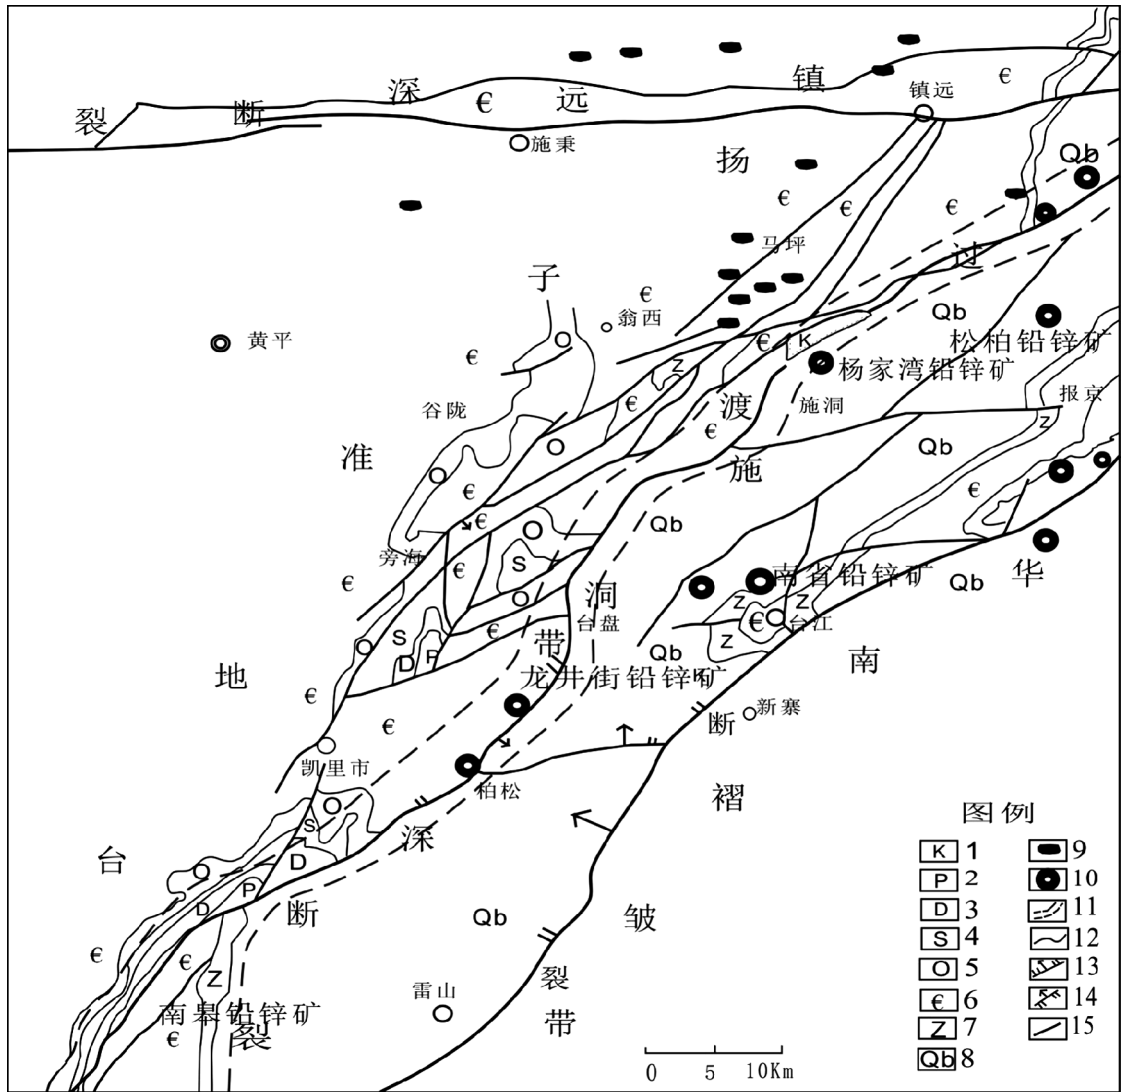 裂断深远镇
€
€
镇远
施秉
扬
Qb
€
€
€
马坪
过
子
€
翁西
Qb
黄平
€
€
K
松柏铅锌矿
Z
杨家湾铅锌矿
报京
谷陇
€
渡
施洞
Z
准
O
€
施
Qb
O
€
€
€
O
Qb
旁海
€
S
€
O
洞
南省铅锌矿
Qb
华
地
S
€
带
台盘
Z
Z
€
台江
D
P
Qb
Z
南
€
€
龙井街铅锌矿
新寨
断
凯里市
柏松
褶
O
S
深
台
O
D
P
D
断
Qb
皱
€
€
Z
裂
雷山
带
南皋铅锌矿
€
裂
图例
K 1
P 2
D 3
S 4
O 5
€ 6
Z 7
Qb 8
9
10
11
12
13
14
15
0 5 10Km